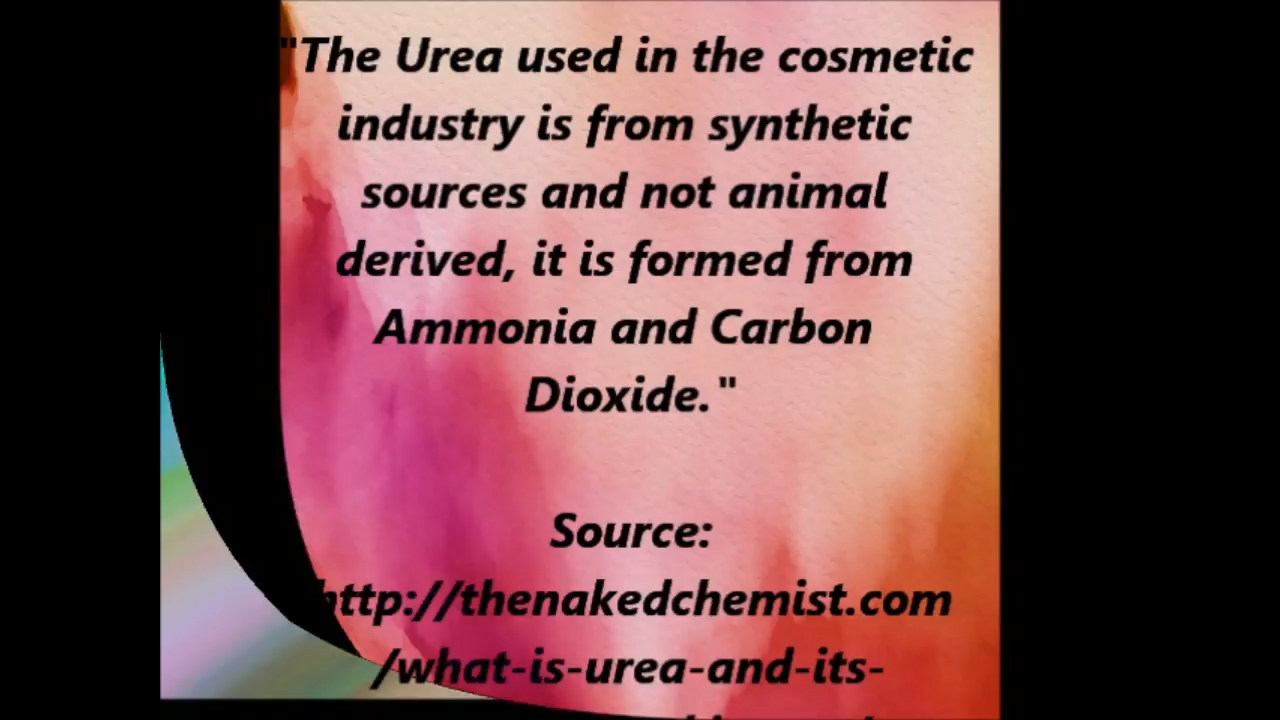 "The Urea used in the cosmetic
industry is from synthetic
sources and not animal
derived, it is formed from
Ammonia and Carbon
Dioxide."
Source:
http://thenakedchemist.com
/what-is-urea-and-its-